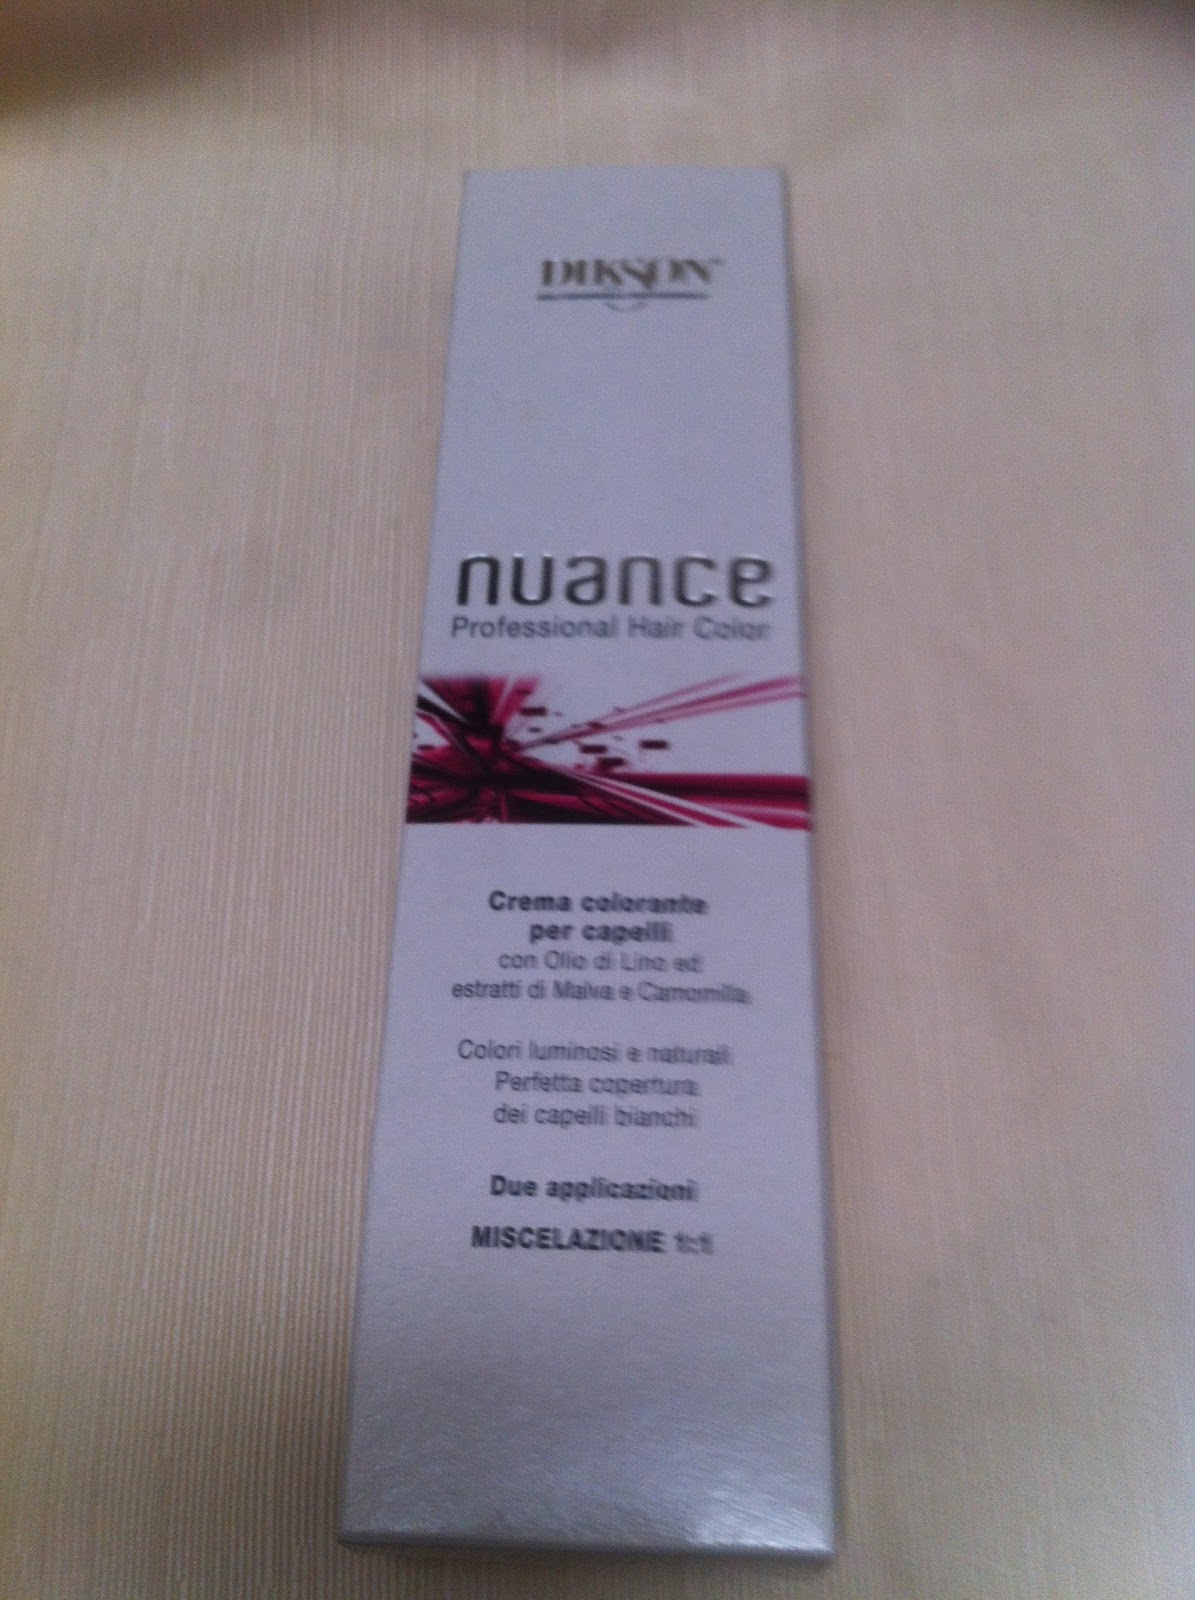 DIKSON
nuance
Professional Hair Color
Crema colorante
per capelli
con Olio di Lino ed
estratti di Malva e Camomilla
Colori luminosi e naturali
Perfetta copertura
dei capelli bianchi
Due applicazioni
MISCELAZIONE 1:1